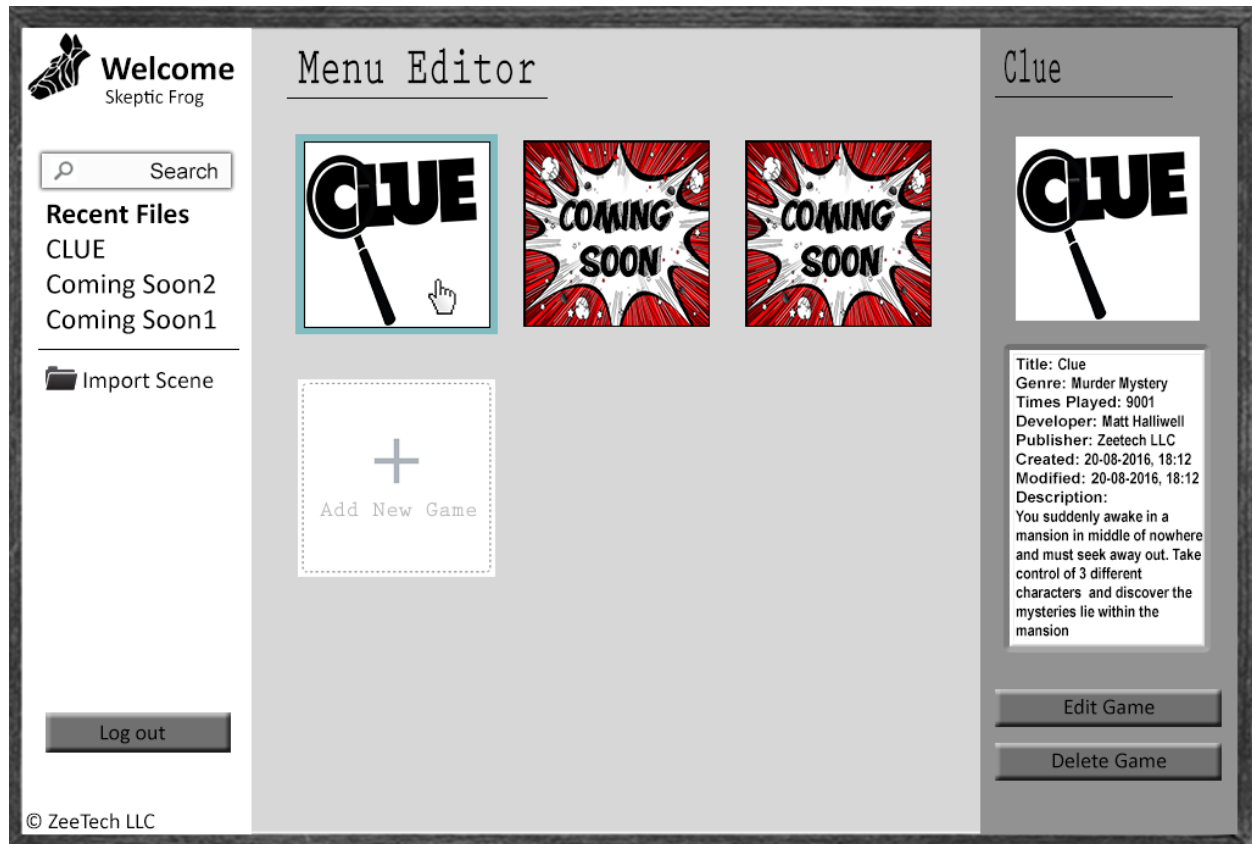 Welcome
Skeptic Frog
Search
Recent Files
CLUE
Coming Soon2
Coming Soon1
Import Scene
Log out
© ZeeTech LLC
Menu Editor
CLUE
COMING
SOON
COMING
SOON
Add New Game
Clue
CLUE
Title: Clue
Genre: Murder Mystery
Times Played: 9001
Developer: Matt Halliwell
Publisher: Zeetech LLC
Created: 20-08-2016, 18:12
Modified: 20-08-2016, 18:12
Description:
You suddenly awake in a
mansion in middle of nowhere
and must seek away out. Take
control of 3 different
characters and discover the
mysteries lie within the
mansion
Edit Game
Delete Game